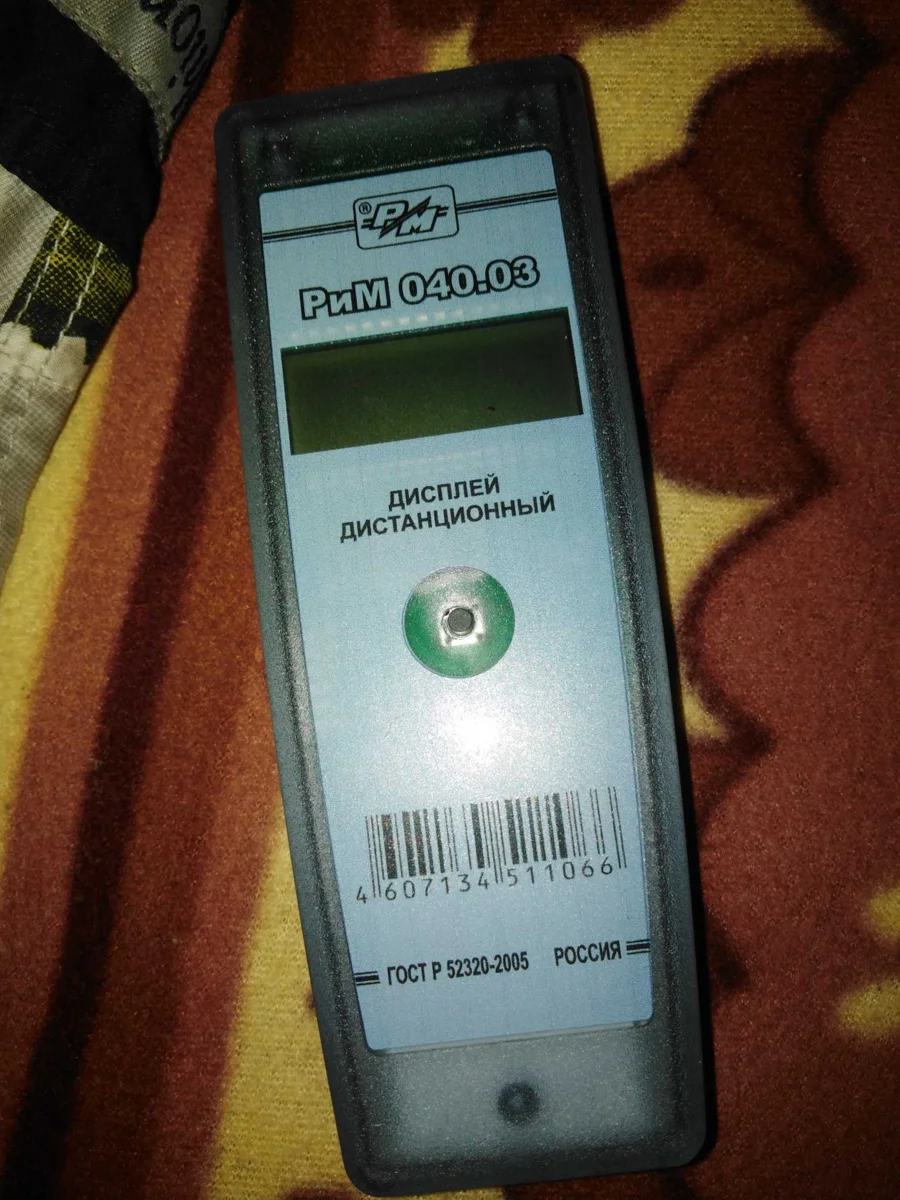 ® РиМ
РиМ 040.03
ДИСПЛЕЙ
ДИСТАНЦИОННЫЙ
4 607134 511066
ГОСТ Р 52320-2005 РОССИЯ